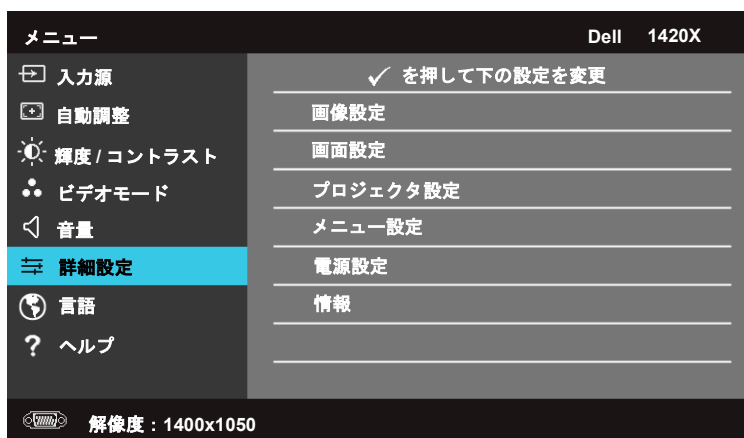 メニュー
Dell 1420X
入力源
自動調整
輝度 / コントラスト
ビデオモード
音量
詳細設定
言語
? ヘルプ
✓ を押して下の設定を変更
画像設定
画面設定
プロジェクタ設定
メニュー設定
電源設定
情報
解像度：1400x1050